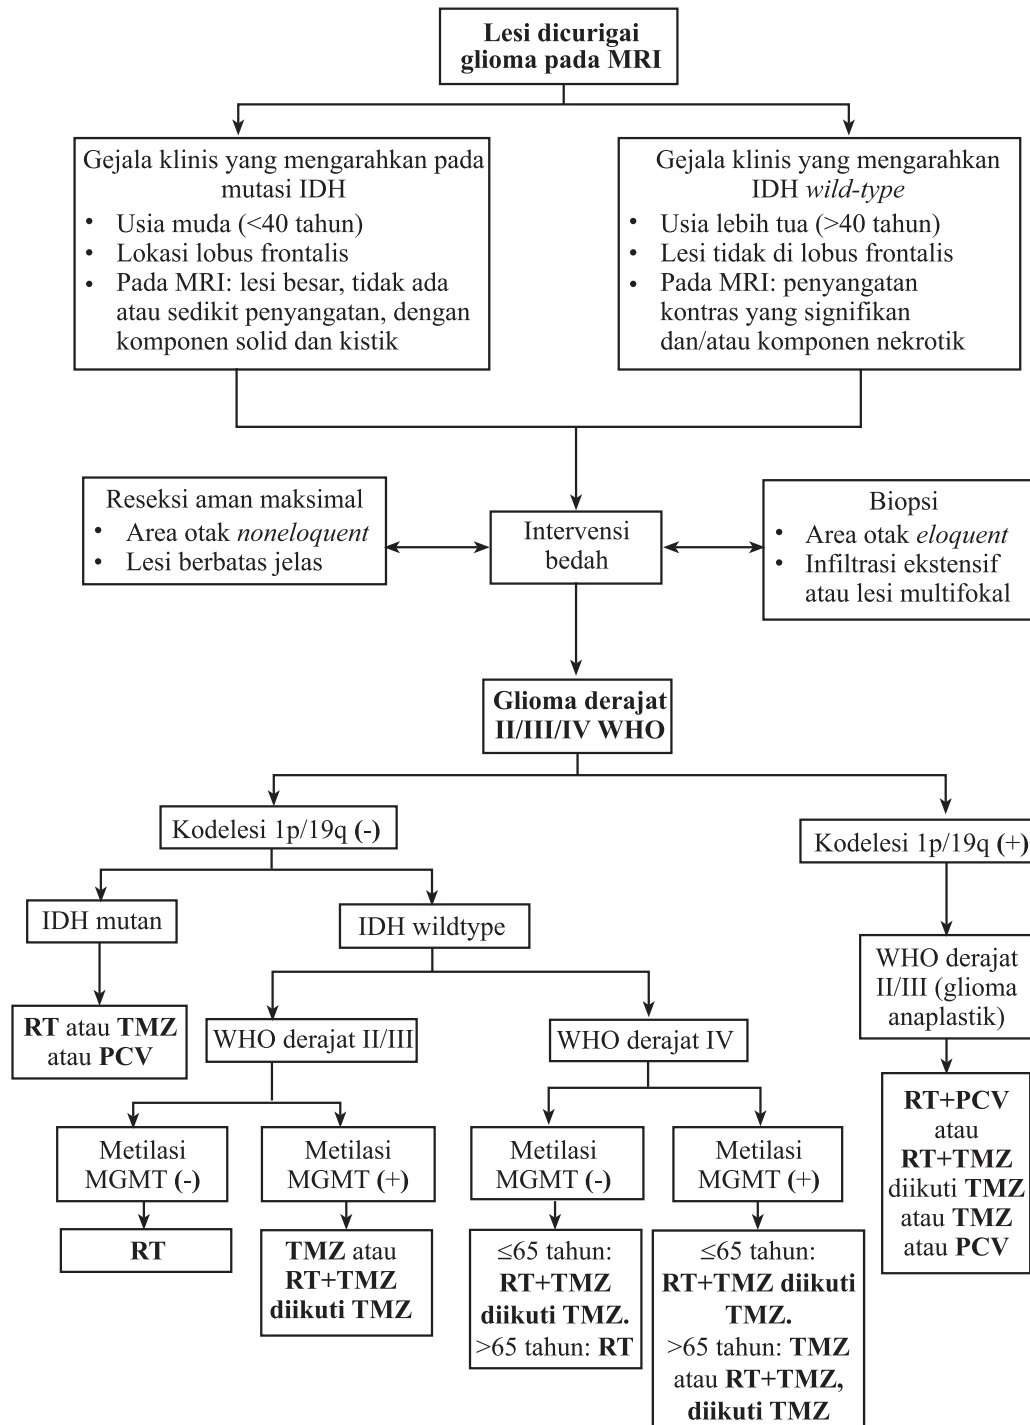 Lesi dicurigai
glioma pada MRI
Gejala klinis yang mengarahkan pada
mutasi IDH
• Usia muda (<40 tahun)
• Lokasi lobus frontalis
• Pada MRI: lesi besar, tidak ada
atau sedikit penyangatan, dengan
komponen solid dan kistik
Gejala klinis yang mengarahkan
IDH wild-type
• Usia lebih tua (>40 tahun)
• Lesi tidak di lobus frontalis
• Pada MRI: penyangatan
kontras yang signifikan
dan/atau komponen nekrotik
Reseksi aman maksimal
• Area otak noneloquent
• Lesi berbatas jelas
Intervensi
bedah
Biopsi
• Area otak eloquent
• Infiltrasi ekstensif
atau lesi multifokal
Glioma derajat
II/III/IV WHO
Kodelesi 1p/19q (-)
Kodelesi 1p/19q (+)
IDH mutan
IDH wildtype
WHO derajat
II/III (glioma
anaplastik)
RT atau TMZ
atau PCV
WHO derajat II/III
WHO derajat IV
RT+PCV
atau
RT+TMZ
diikuti TMZ
atau TMZ
atau PCV
Metilasi
MGMT (-)
Metilasi
MGMT (+)
Metilasi
MGMT (-)
Metilasi
MGMT (+)
RT
TMZ atau
RT+TMZ
diikuti TMZ
≤65 tahun:
RT+TMZ
diikuti TMZ.
>65 tahun: RT
≤65 tahun:
RT+TMZ diikuti
TMZ.
>65 tahun: TMZ
atau RT+TMZ,
diikuti TMZ